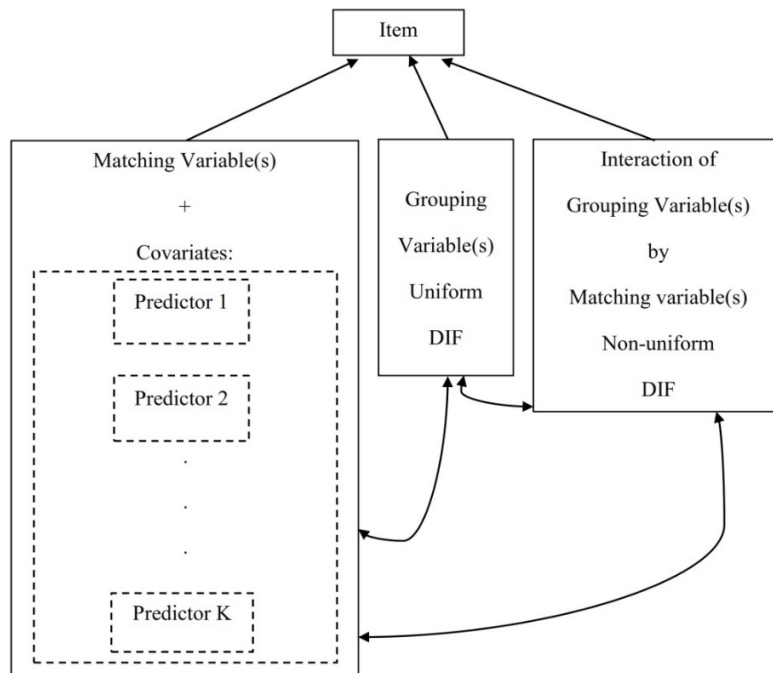 Item
Matching Variable(s)
+
Covariates:
Predictor 1
Predictor 2
.
.
.
Predictor K
Grouping
Variable(s)
Uniform
DIF
Interaction of
Grouping Variable(s)
by
Matching variable(s)
Non-uniform
DIF